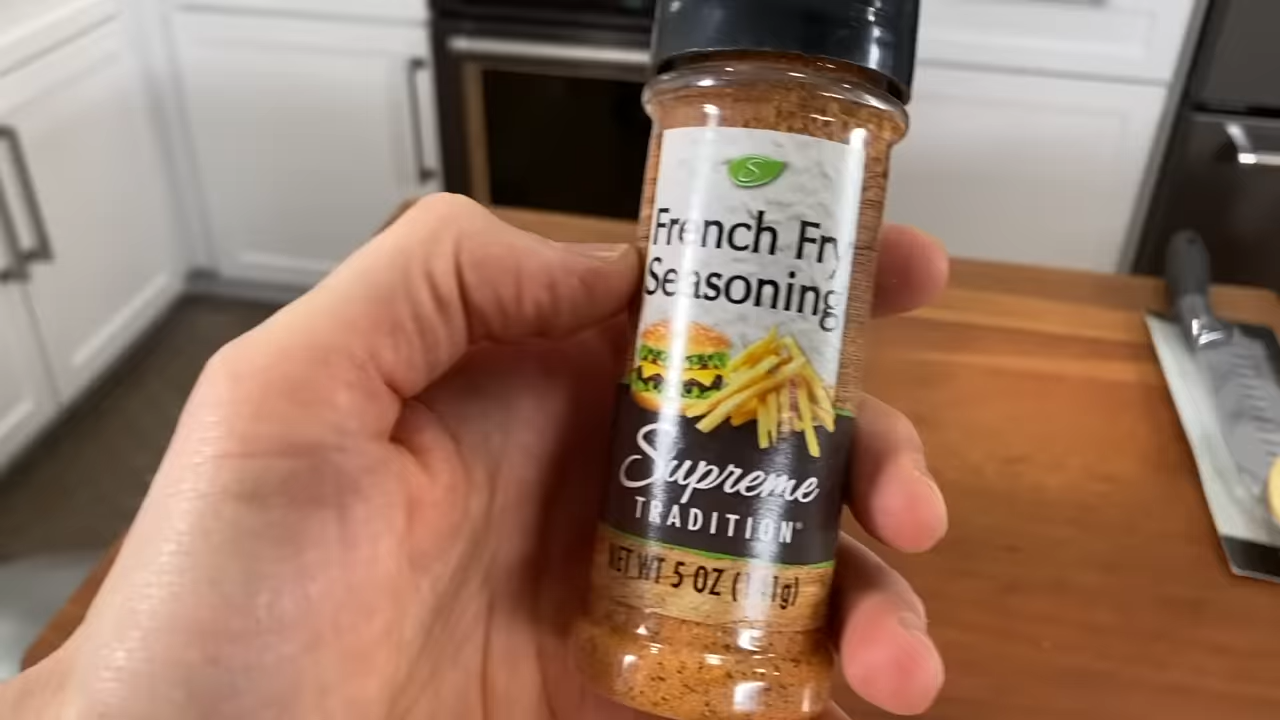 S
French Fry
Seasoning
Supreme
TRADITION®
NET WT 5 OZ